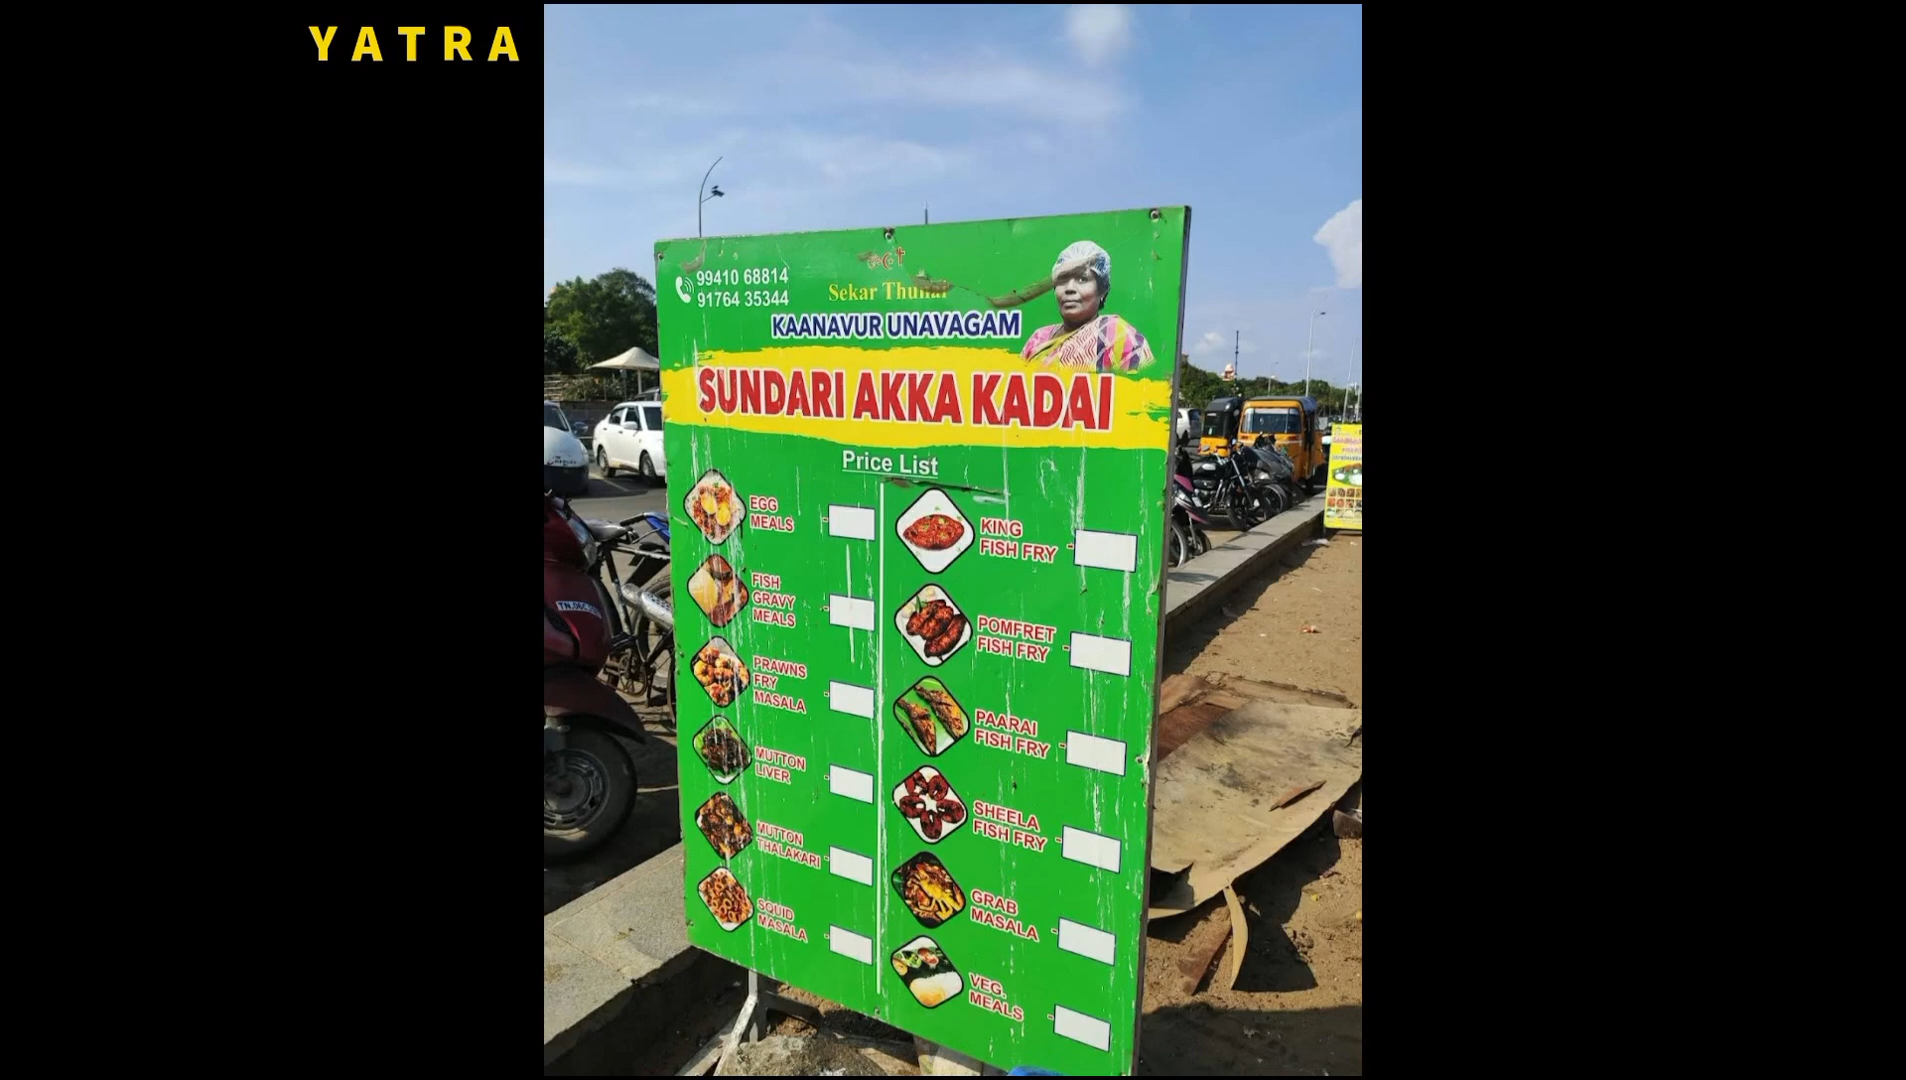 YATRA
99410 68814
91764 35344
Sekar Thunai
KAANAVUR UNAVAGAM
SUNDARI AKKA KADAI
Price List
EGG
MEALS
FISH
GRAVY
MEALS
PRAWNS
FRY
MASALA
MUTTON
LIVER
MUTTON
THALAKARI
SQUID
MASALA
KING
FISH FRY
POMFRET
FISH FRY
PAARAI
FISH FRY
SHEELA
FISH FRY
GRAB
MASALA
VEG.
MEALS